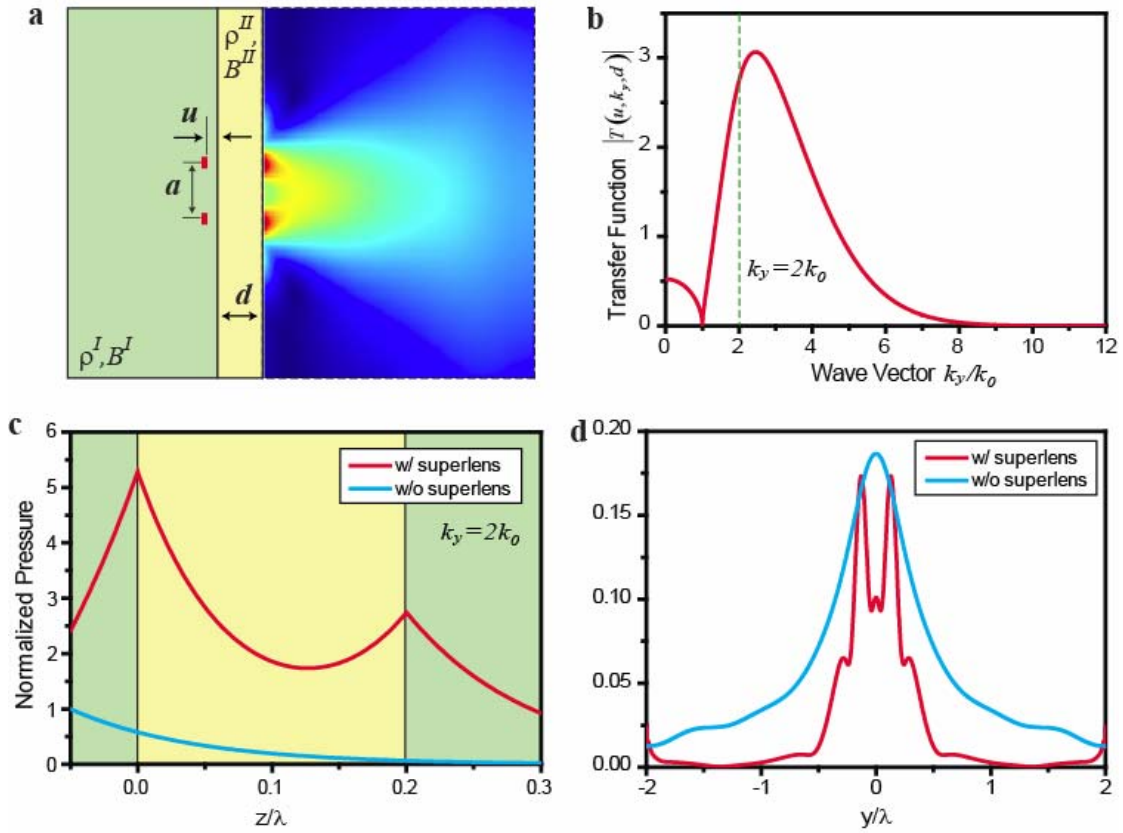 a
ρ^II,
B^II
u
a
d
ρ^I,B^I
b
Transfer Function |T(u,k_y,d)|
3
2
1
0
k_y=2k_0
0 2 4 6 8 10 12
Wave Vector k_y/k_0
c
Normalized Pressure
6
5
4
3
2
1
0
w/ superlens
w/o superlens
k_y=2k_0
0.0 0.1 0.2 0.3
z/λ
d
0.20
0.15
0.10
0.05
0.00
w/ superlens
w/o superlens
-2 -1 0 1 2
y/λ